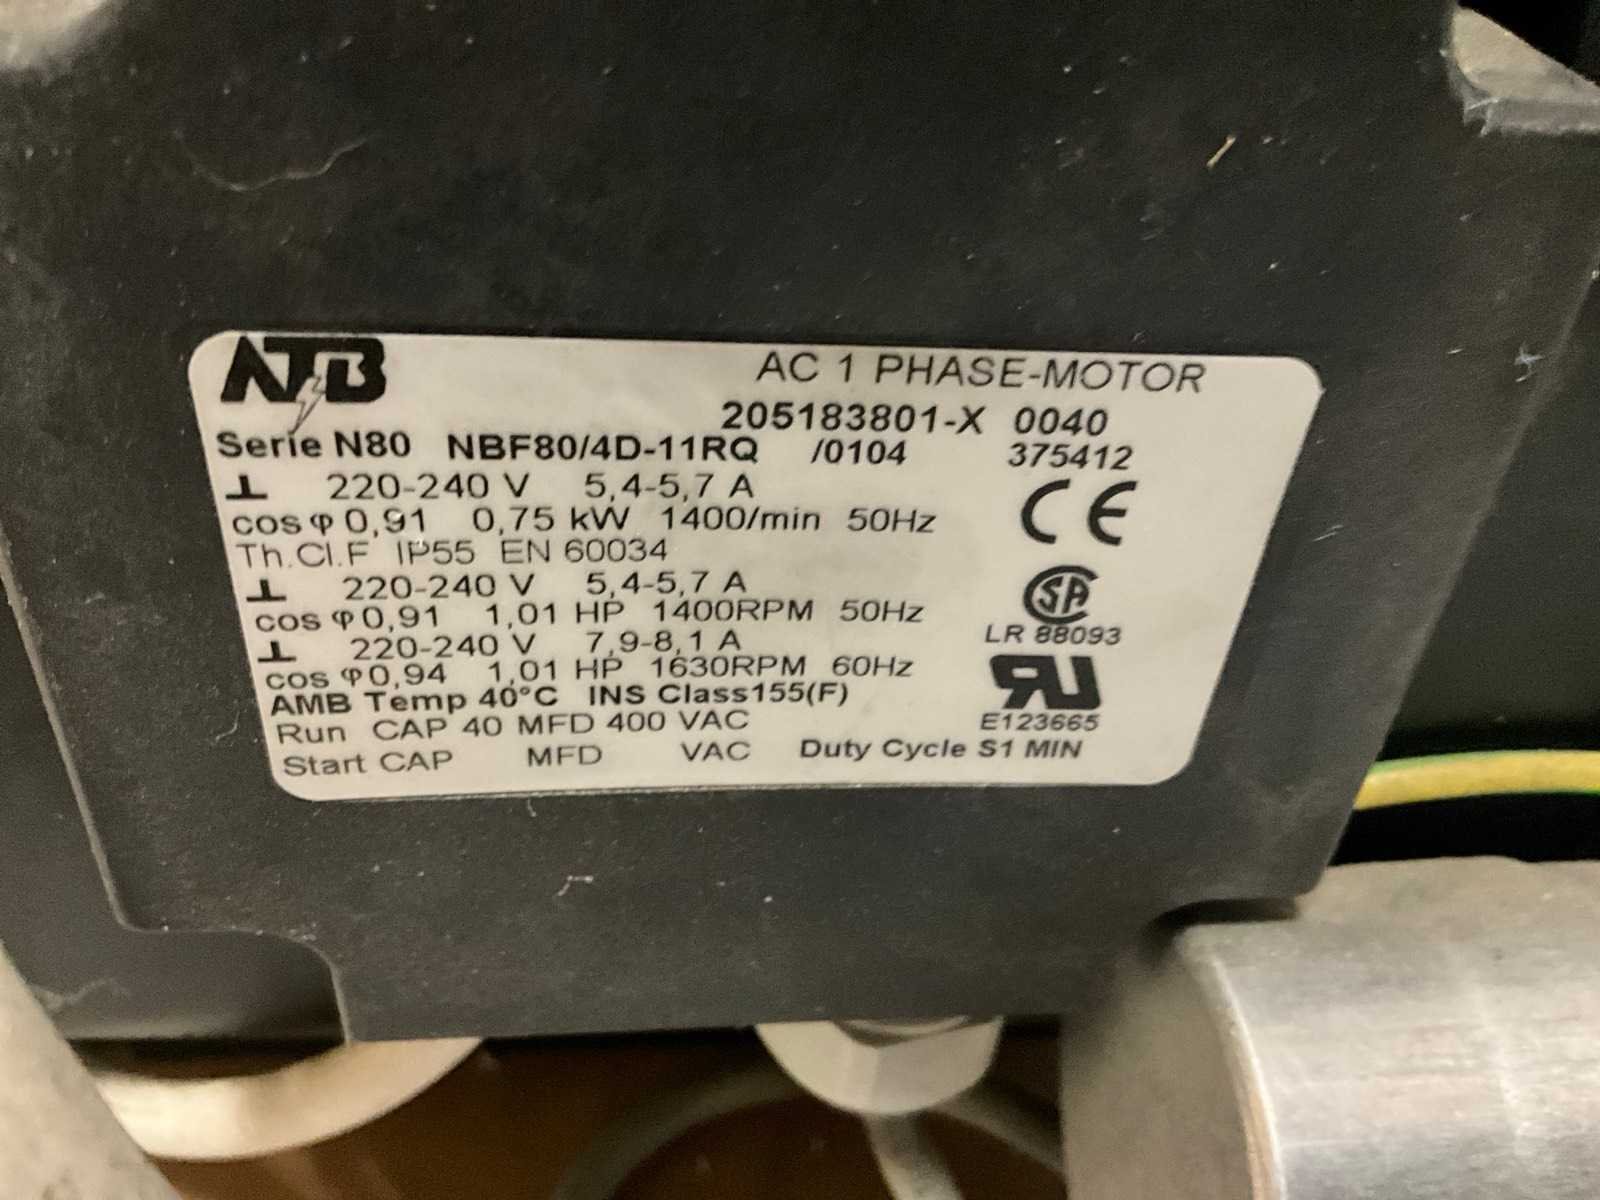 ATB
AC 1 PHASE-MOTOR
205183801-X 0040
Serie N80 NBF80/4D-11RQ /0104 375412
220-240 V 5,4-5,7 A
cos φ 0,91 0,75 kW 1400/min 50Hz
CE
Th.Cl.F IP55 EN 60034
220-240 V 5,4-5,7 A
cos φ 0,91 1,01 HP 1400RPM 50Hz
SA
LR 88093
220-240 V 7,9-8,1 A
cos φ 0,94 1,01 HP 1630RPM 60Hz
RU
AMB Temp 40°C INS Class155(F)
Run CAP 40 MFD 400 VAC
E123665
Start CAP MFD VAC Duty Cycle S1 MIN